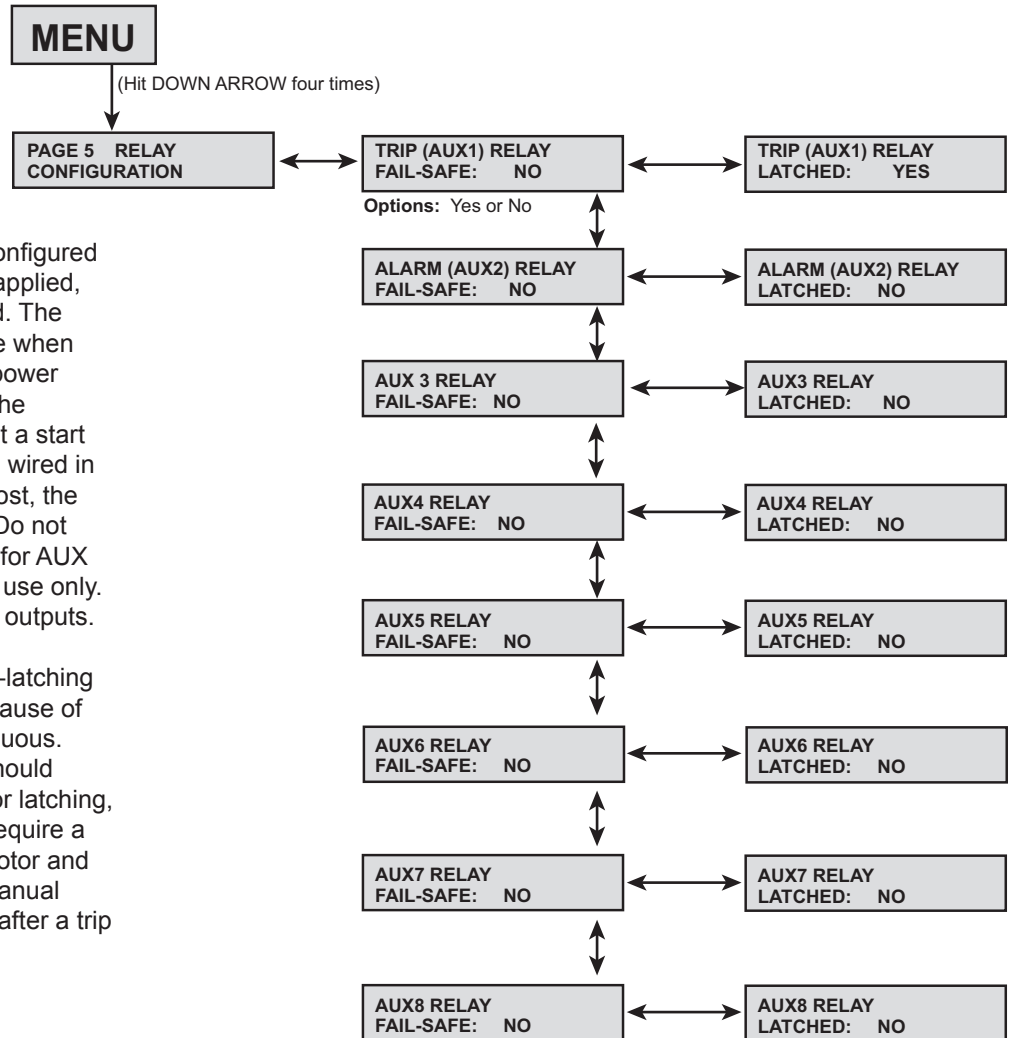 MENU
(Hit DOWN ARROW four times)
PAGE 5 RELAY
CONFIGURATION
TRIP (AUX1) RELAY
FAIL-SAFE: NO
Options: Yes or No
TRIP (AUX1) RELAY
LATCHED: YES
ALARM (AUX2) RELAY
FAIL-SAFE: NO
ALARM (AUX2) RELAY
LATCHED: NO
AUX 3 RELAY
FAIL-SAFE: NO
AUX3 RELAY
LATCHED: NO
AUX4 RELAY
FAIL-SAFE: NO
AUX4 RELAY
LATCHED: NO
AUX5 RELAY
FAIL-SAFE: NO
AUX5 RELAY
LATCHED: NO
AUX6 RELAY
FAIL-SAFE: NO
AUX6 RELAY
LATCHED: NO
AUX7 RELAY
FAIL-SAFE: NO
AUX7 RELAY
LATCHED: NO
AUX8 RELAY
FAIL-SAFE: NO
AUX8 RELAY
LATCHED: NO
onfigured
applied,
d. The
e when
power
he
t a start
wired in
ost, the
Do not
for AUX
use only.
outputs.
-latching
ause of
uous.
hould
or latching,
equire a
otor and
anual
after a trip